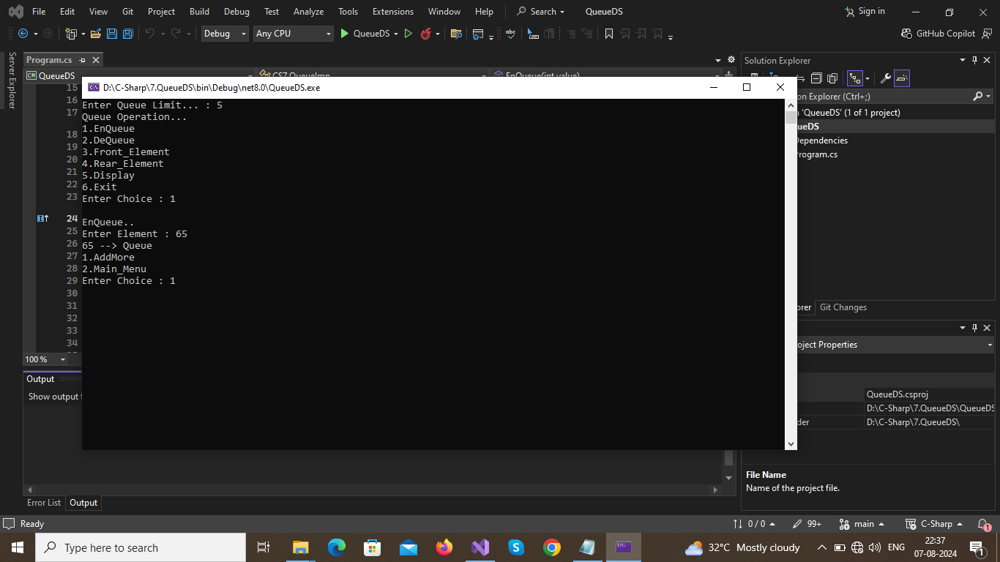 File Edit View Git Project Build Debug Test Analyze Tools Extensions Window Help Search QueueDS Sign in
Debug Any CPU QueueDS GitHub Copilot
Server Explorer
Program.cs
QueueDS CS7.QueueImp EnQueue(int value)
Solution Explorer
D:\C-Sharp\7.QueueDS\bin\Debug\net8.0\QueueDS.exe
Enter Queue Limit... : 5
Queue Operation...
1.EnQueue
2.DeQueue
3.Front_Element
4.Rear_Element
5.Display
6.Exit
Enter Choice : 1
EnQueue..
Enter Element : 65
65 --> Queue
1.AddMore
2.Main_Menu
Enter Choice : 1
15
16
17
18
19
20
21
22
23
24
25
26
27
28
29
30
31
32
33
34
100 %
on Explorer (Ctrl+;)
'QueueDS' (1 of 1 project)
ueDS
Dependencies
rogram.cs
orer Git Changes
oject Properties
QueueDS.csproj
D:\C-Sharp\7.QueueDS\QueueDS
der D:\C-Sharp\7.QueueDS\
File Name
Name of the project file.
Output
Show output
Error List Output
Ready 0 / 0 99+ main C-Sharp 1
Type here to search 32°C Mostly cloudy ENG 22:37
07-08-2024 1